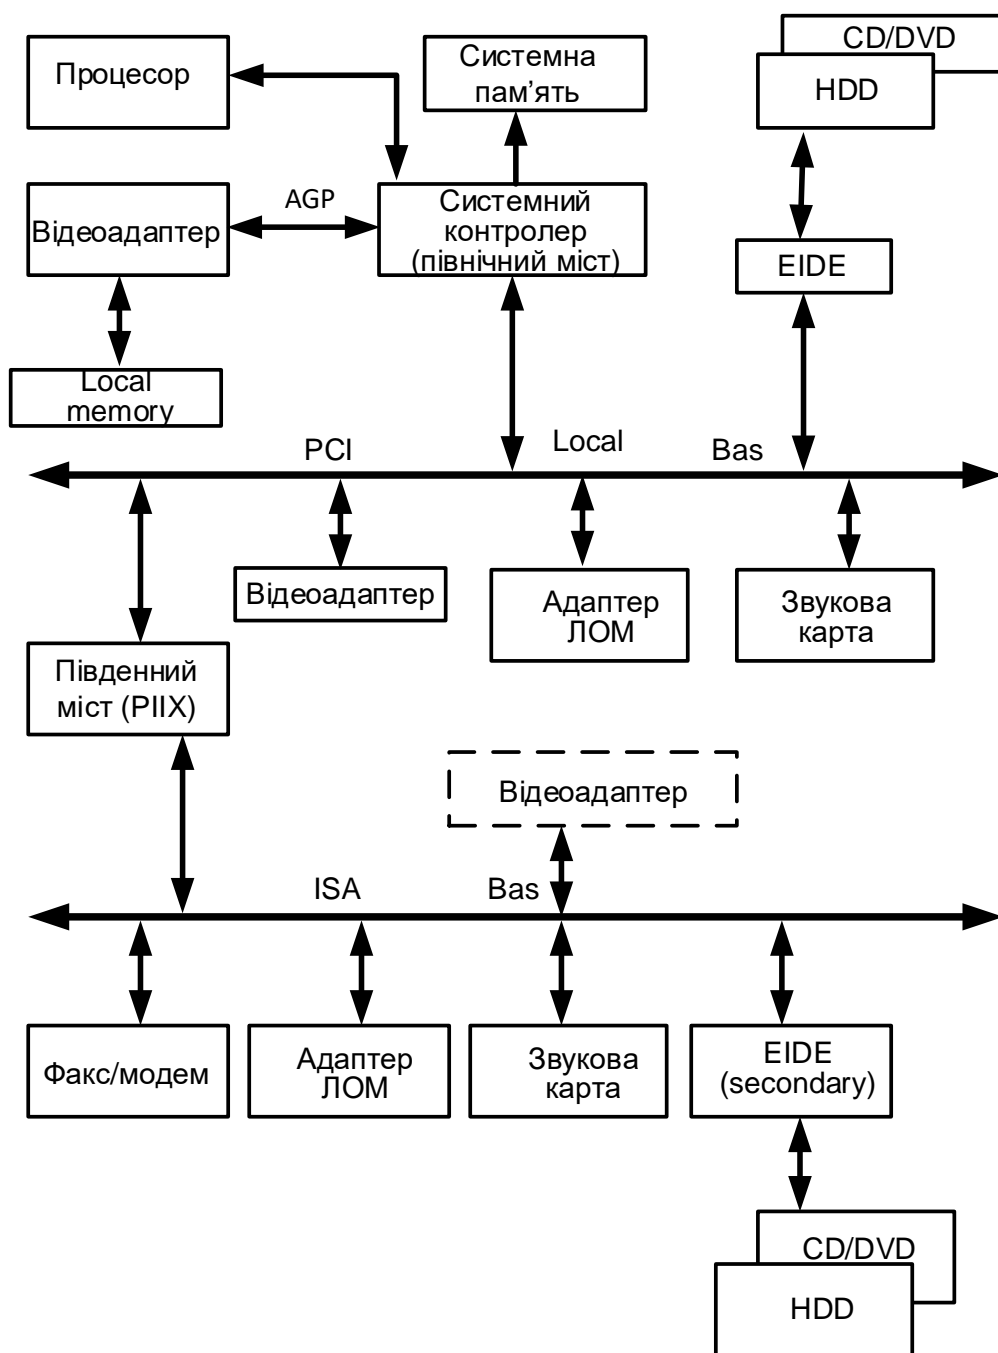 Процесор
Системна
пам’ять
CD/DVD
HDD
AGP
Відеоадаптер
Системний
контролер
(північний міст)
EIDE
Local
memory
PCI
Local
Bas
Відеоадаптер
Адаптер
ЛОМ
Звукова
карта
Південний
міст (PIIX)
Відеоадаптер
ISA
Bas
Факс/модем
Адаптер
ЛОМ
Звукова
карта
EIDE
(secondary)
CD/DVD
HDD